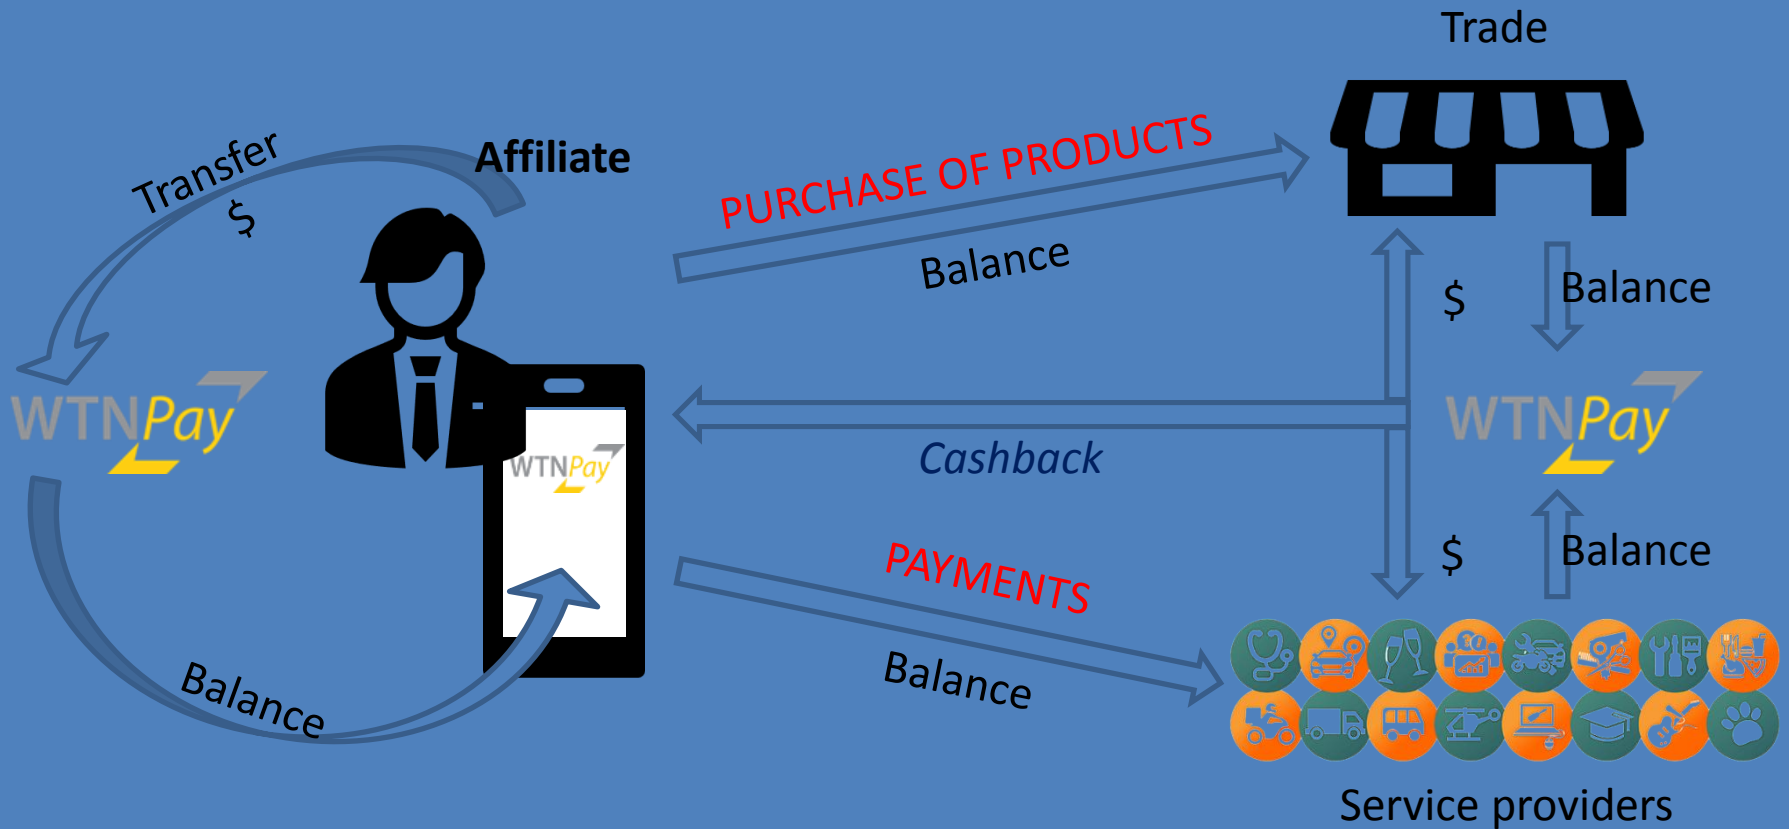 Trade
Affiliate
Transfer
$
PURCHASE OF PRODUCTS
Balance
$
Balance
WTNPay
WTNPay
WTNPay
Cashback
PAYMENTS
Balance
$
Balance
Balance
Service providers